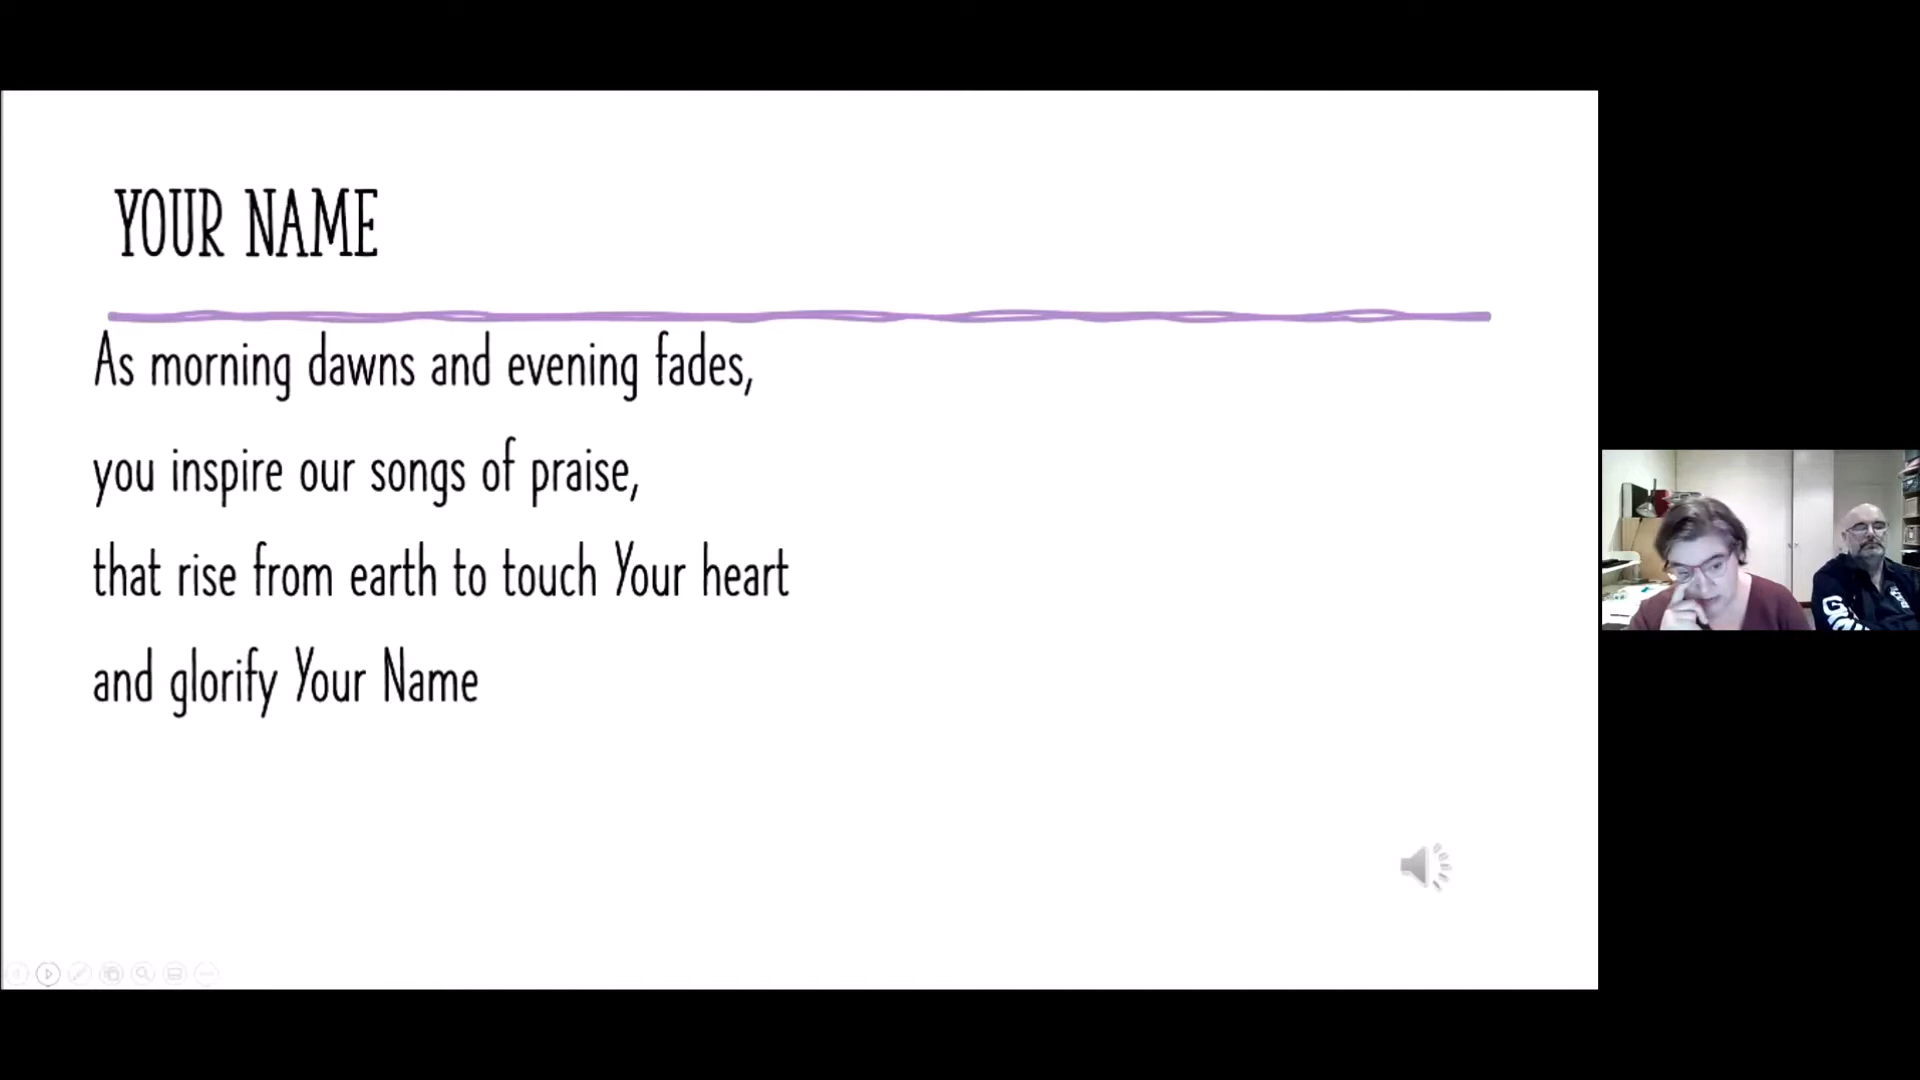 YOUR NAME
As morning dawns and evening fades,
you inspire our songs of praise,
that rise from earth to touch Your heart
and glorify Your Name